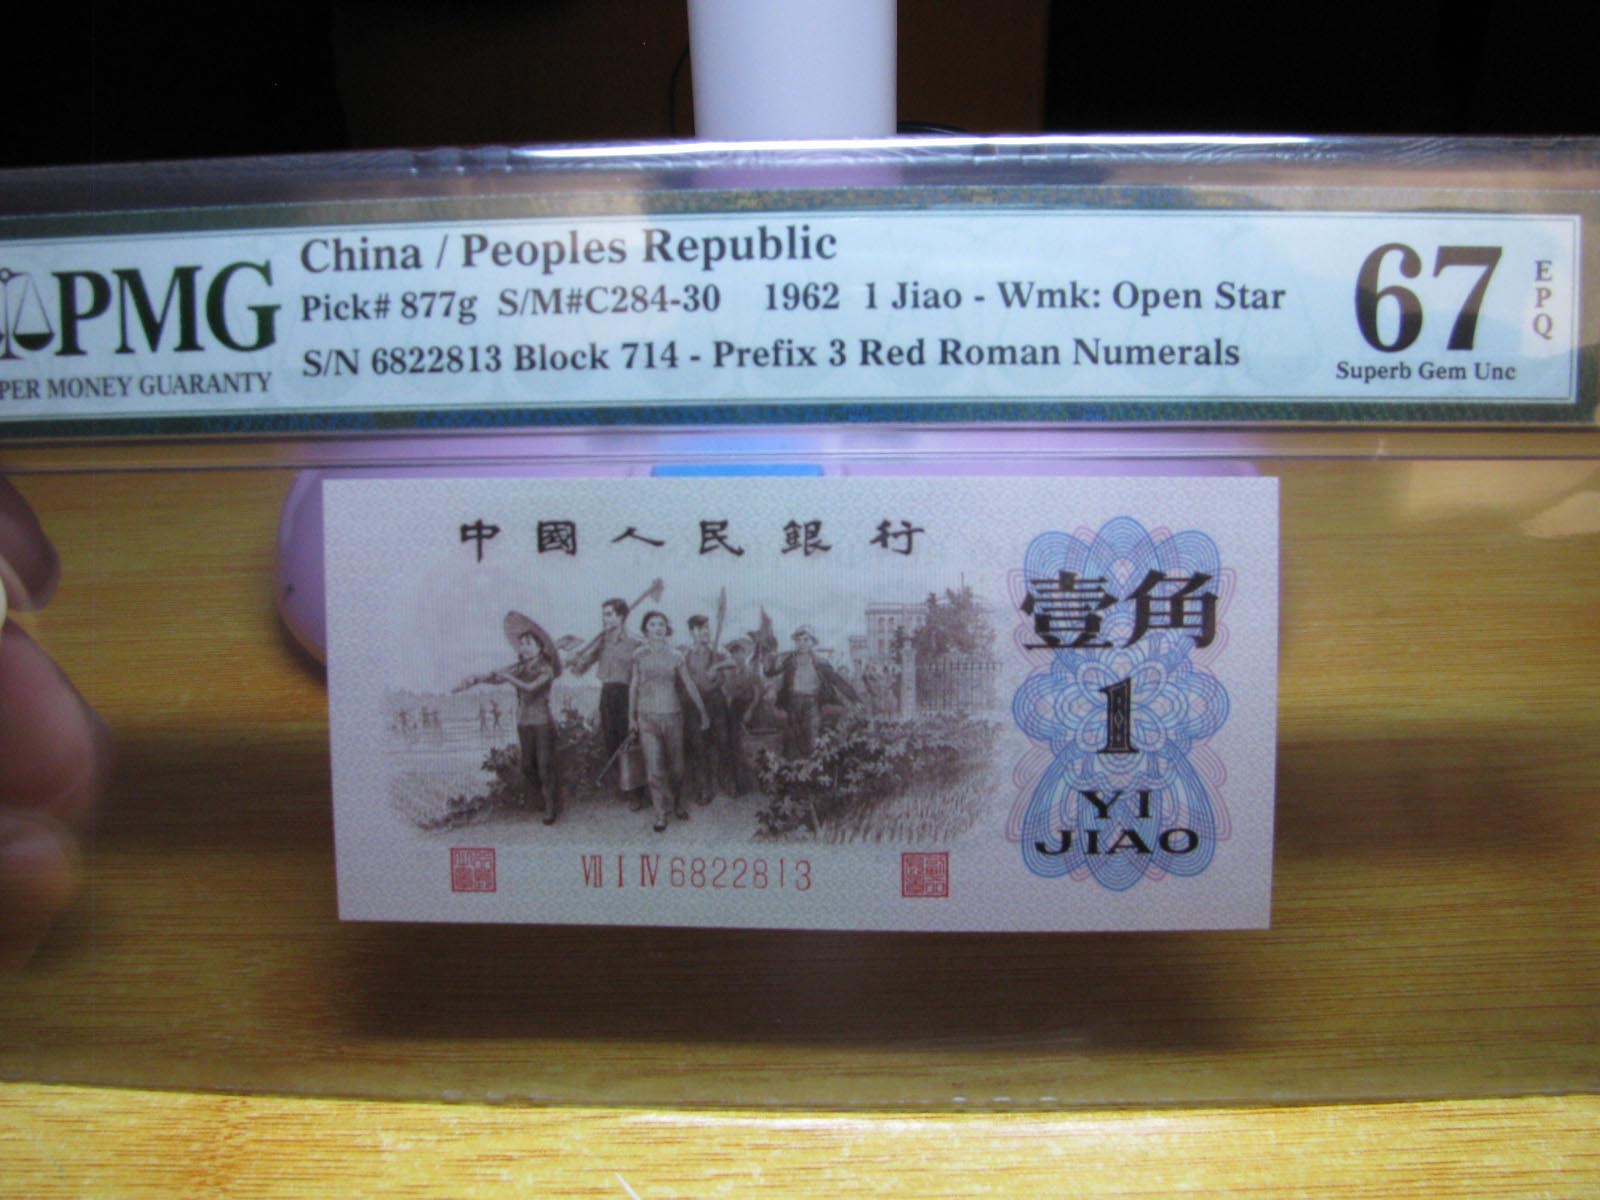 China / Peoples Republic
PMG
Pick# 877g S/M#C284-30 1962 1 Jiao - Wmk: Open Star
67
EPQ
PER MONEY GUARANTY
S/N 6822813 Block 714 - Prefix 3 Red Roman Numerals
Superb Gem Unc
中國人民銀行
壹角
1
YI
JIAO
VII I IV 6822813